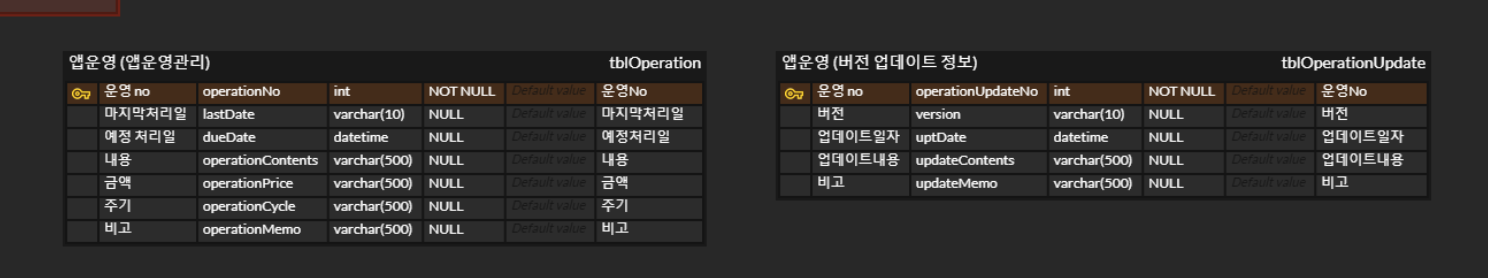 앱운영 (앱운영관리) tblOperation
운영 no operationNo int NOT NULL Default value 운영No
마지막처리일 lastDate varchar(10) NULL Default value 마지막처리일
예정 처리일 dueDate datetime NULL Default value 예정처리일
내용 operationContents varchar(500) NULL Default value 내용
금액 operationPrice varchar(500) NULL Default value 금액
주기 operationCycle varchar(500) NULL Default value 주기
비고 operationMemo varchar(500) NULL Default value 비고
앱운영 (버전 업데이트 정보) tblOperationUpdate
운영 no operationUpdateNo int NOT NULL Default value 운영No
버전 version varchar(10) NULL Default value 버전
업데이트일자 uptDate datetime NULL Default value 업데이트일자
업데이트내용 updateContents varchar(500) NULL Default value 업데이트내용
비고 updateMemo varchar(500) NULL Default value 비고